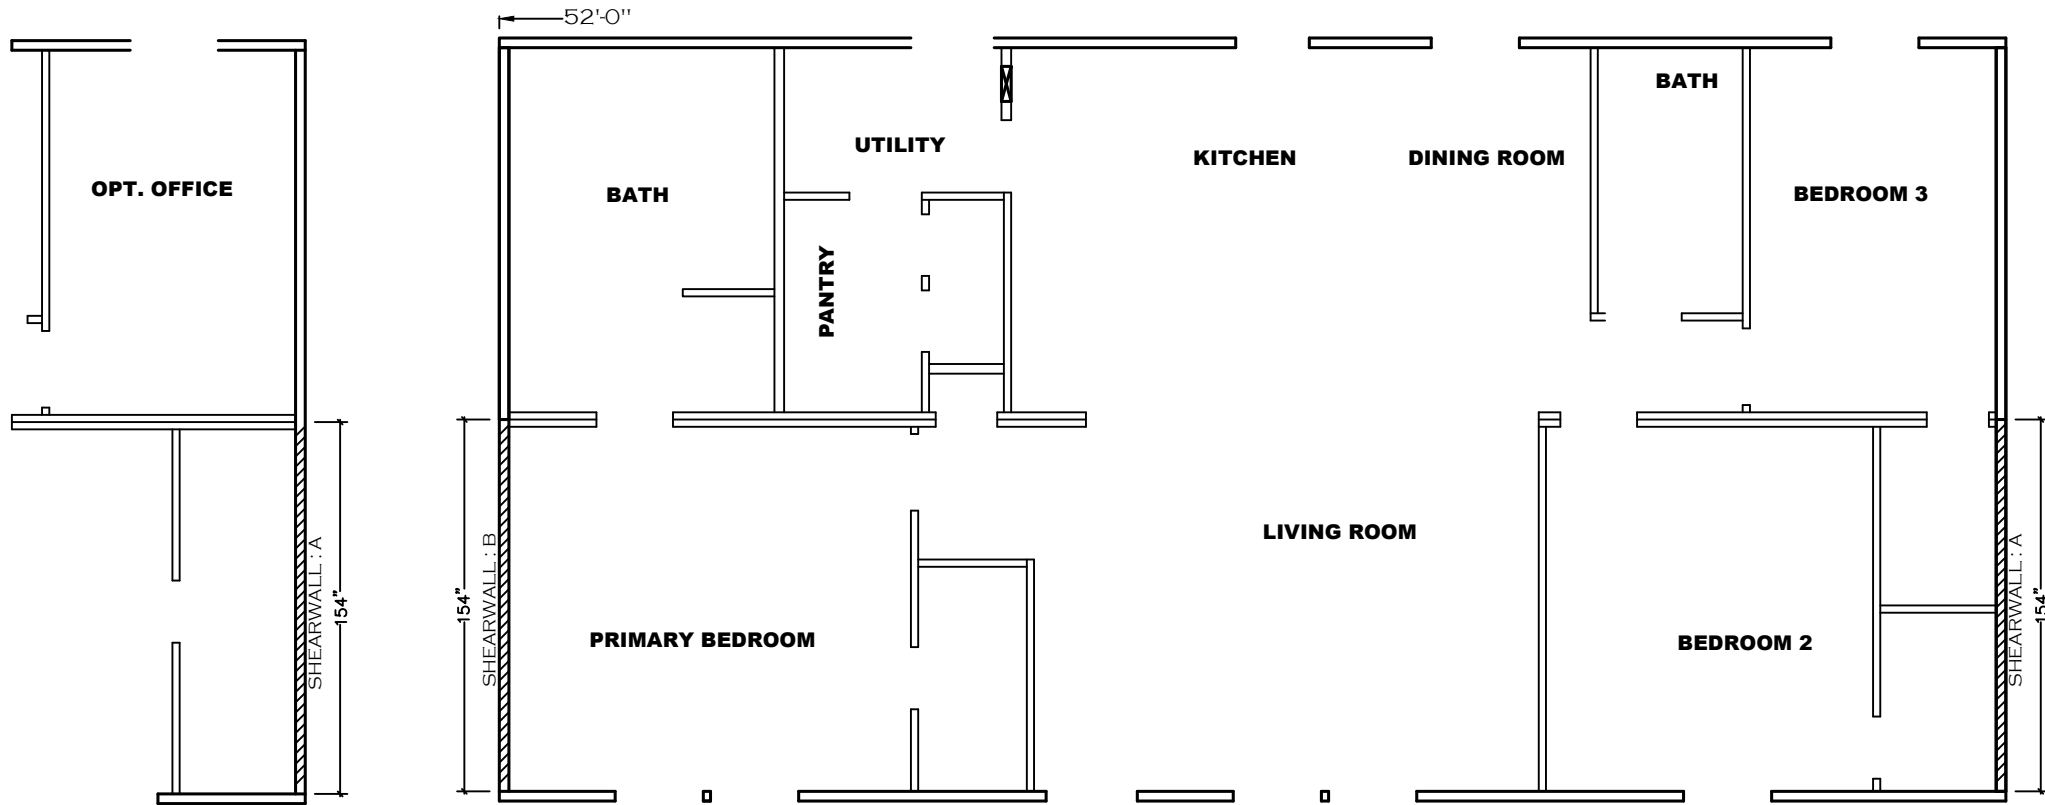 52'-0"
BATH
UTILITY
KITCHEN
DINING ROOM
OPT. OFFICE
BATH
BEDROOM 3
PANTRY
LIVING ROOM
SHEARWALL : A
154"
154"
SHEARWALL : B
PRIMARY BEDROOM
BEDROOM 2
SHEARWALL : A
154"